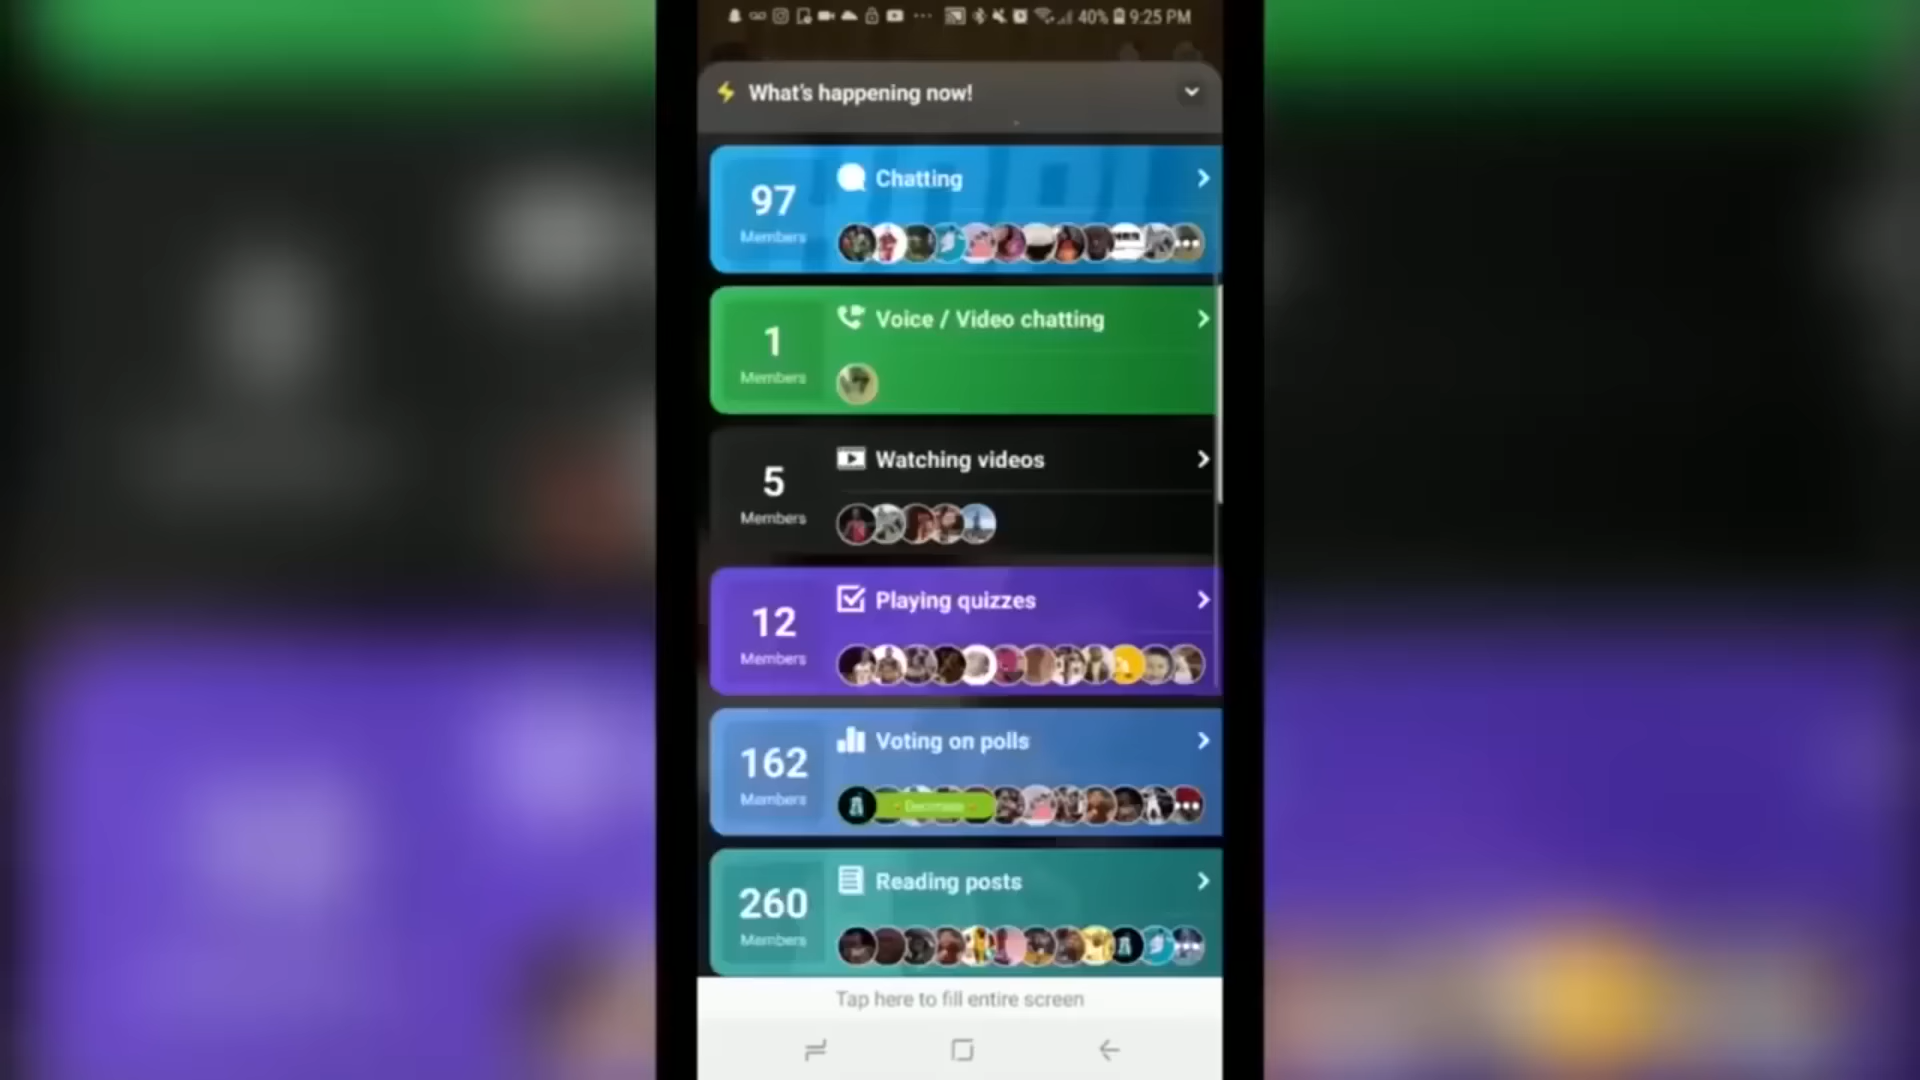 40% 9:25 PM
What's happening now!
97
Members
Chatting
1
Members
Voice / Video chatting
5
Members
Watching videos
12
Members
Playing quizzes
162
Members
Voting on polls
260
Members
Reading posts
Tap here to fill entire screen